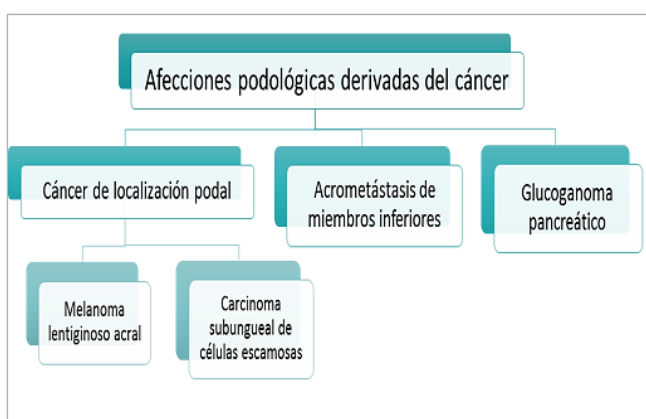 Afecciones podológicas derivadas del cáncer
Cáncer de localización podal
Acrometástasis de
miembros inferiores
Glucoganoma
pancreático
Melanoma
lentiginoso acral
Carcinoma
subungueal de
células escamosas